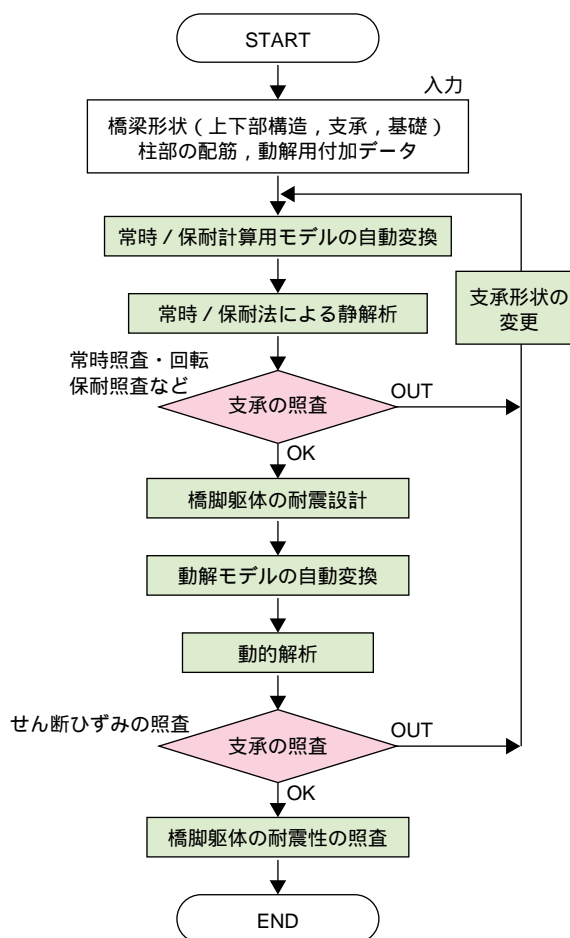 START
入力
橋梁形状（上下部構造，支承，基礎）
柱部の配筋，動解用付加データ
常時/保耐計算用モデルの自動変換
支承形状の
変更
常時/保耐法による静解析
常時照査・回転
保耐照査など
支承の照査
OUT
OK
橋脚躯体の耐震設計
動解モデルの自動変換
動的解析
せん断ひずみの照査
支承の照査
OUT
OK
橋脚躯体の耐震性の照査
END